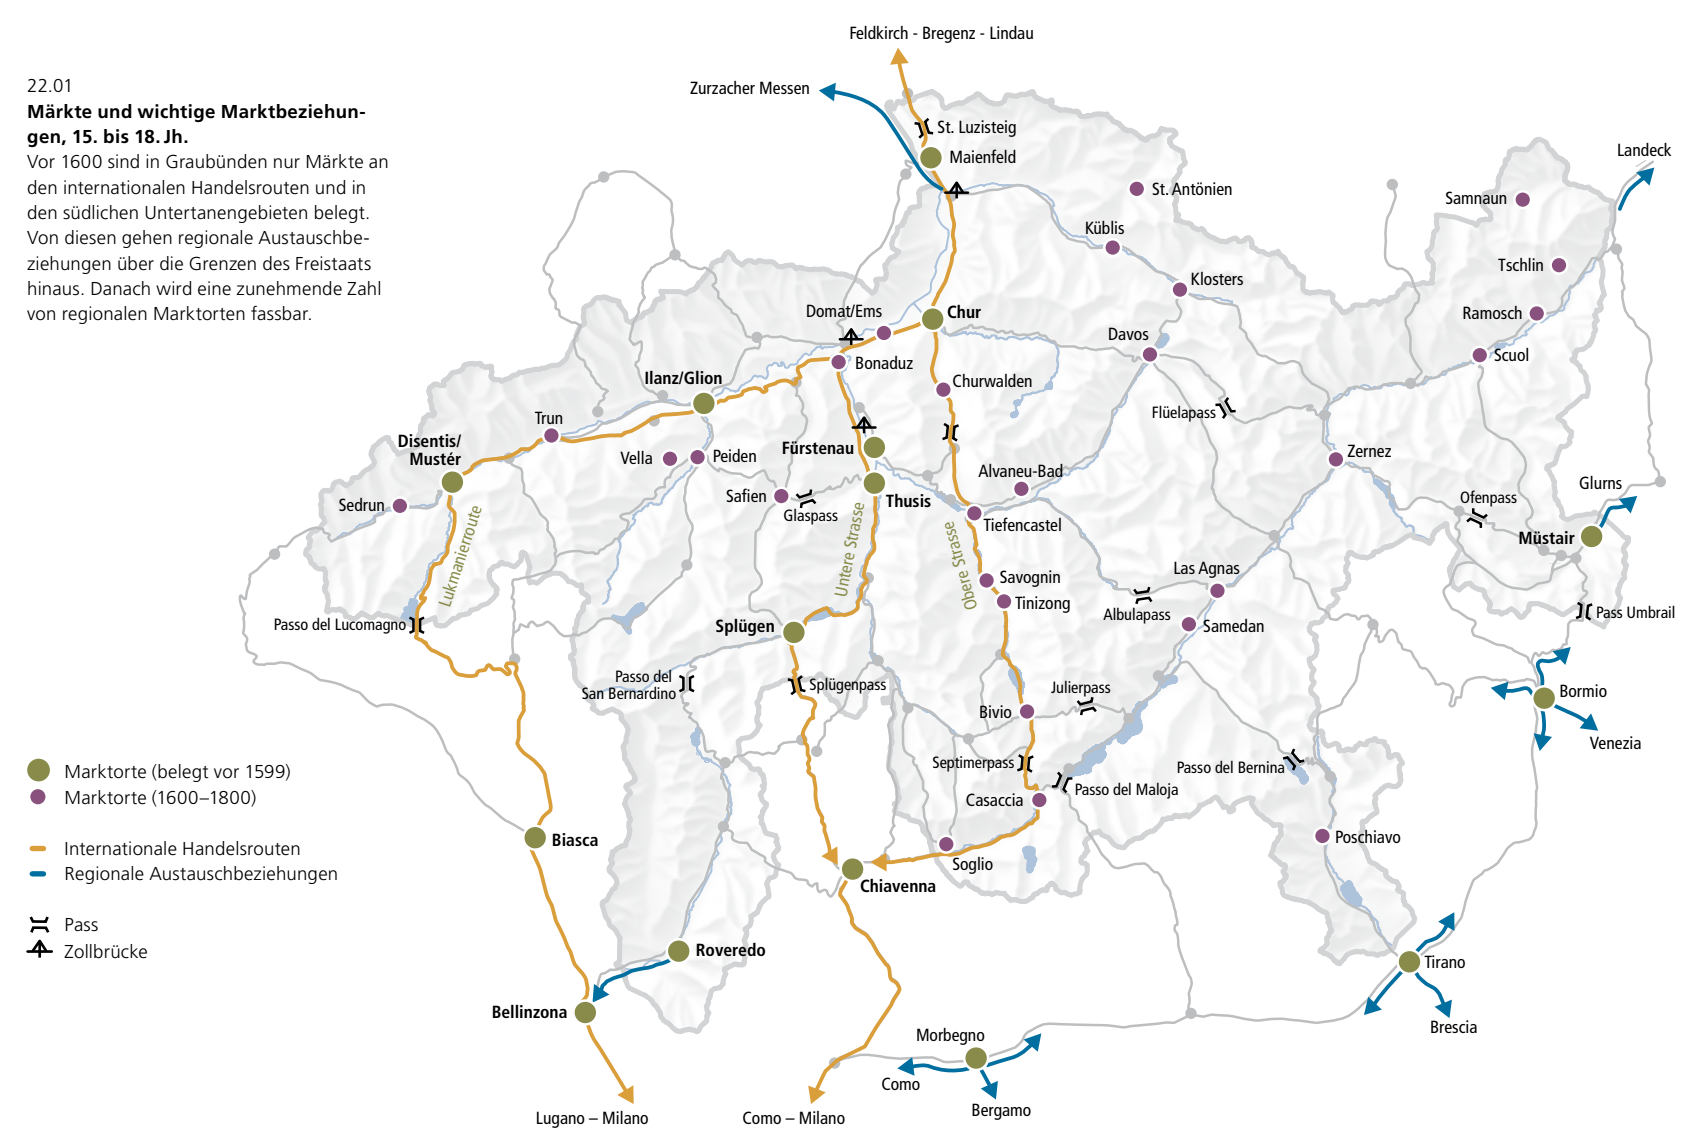 22.01
Märkte und wichtige Marktbeziehun-
gen, 15. bis 18. Jh.
Vor 1600 sind in Graubünden nur Märkte an
den internationalen Handelsrouten und in
den südlichen Untertanengebieten belegt.
Von diesen gehen regionale Austauschbe-
ziehungen über die Grenzen des Freistaats
hinaus. Danach wird eine zunehmende Zahl
von regionalen Marktorten fassbar.
Feldkirch - Bregenz - Lindau
Zurzacher Messen
St. Luzisteig
Maienfeld
Landeck
St. Antönien
Samnaun
Küblis
Tschlin
Klosters
Domat/Ems
Chur
Ramosch
Davos
Scuol
Bonaduz
Ilanz/Glion
Churwalden
Flüelapass
Trun
Disentis/
Mustér
Fürstenau
Vella
Peiden
Zernez
Alvaneu-Bad
Safien
Glaspass
Thusis
Sedrun
Ofenpass
Glurns
Tiefencastel
Müstair
Lukmanierroute
Untere Strasse
Obere Strasse
Savognin
Las Agnas
Tinizong
Albulapass
Pass Umbrail
Passo del Lucomagno
Splügen
Samedan
Passo del
San Bernardino
Splügenpass
Julierpass
Bormio
Bivio
Venezia
Septimerpass
Passo del Bernina
Passo del Maloja
Casaccia
Marktorte (belegt vor 1599)
Marktorte (1600–1800)
Internationale Handelsrouten
Regionale Austauschbeziehungen
Pass
Zollbrücke
Biasca
Poschiavo
Soglio
Chiavenna
Roveredo
Tirano
Bellinzona
Brescia
Morbegno
Como
Bergamo
Lugano – Milano
Como – Milano